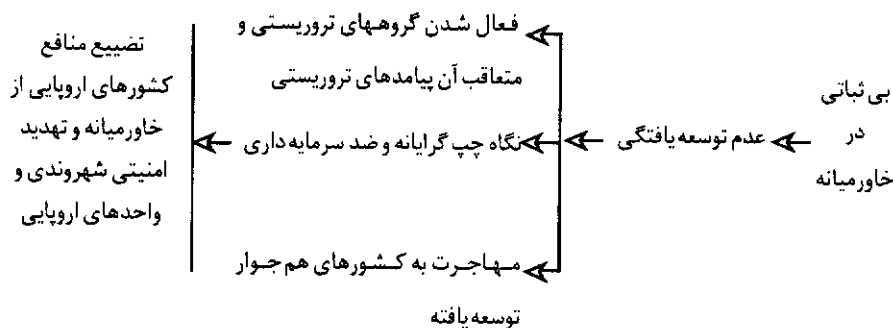 بی ثباتی
در
خاورمیانه
عدم توسعه یافتگی
فعال شدن گروههای تروریستی و
متعاقب آن پیامدهای تروریستی
نگاه چپ گرایانه و ضد سرمایه داری
مهاجرت به کشورهای هم جوار
توسعه یافته
تضییع منافع
کشورهای اروپایی از
خاورمیانه و تهدید
امنیتی شهروندی و
واحدهای اروپایی